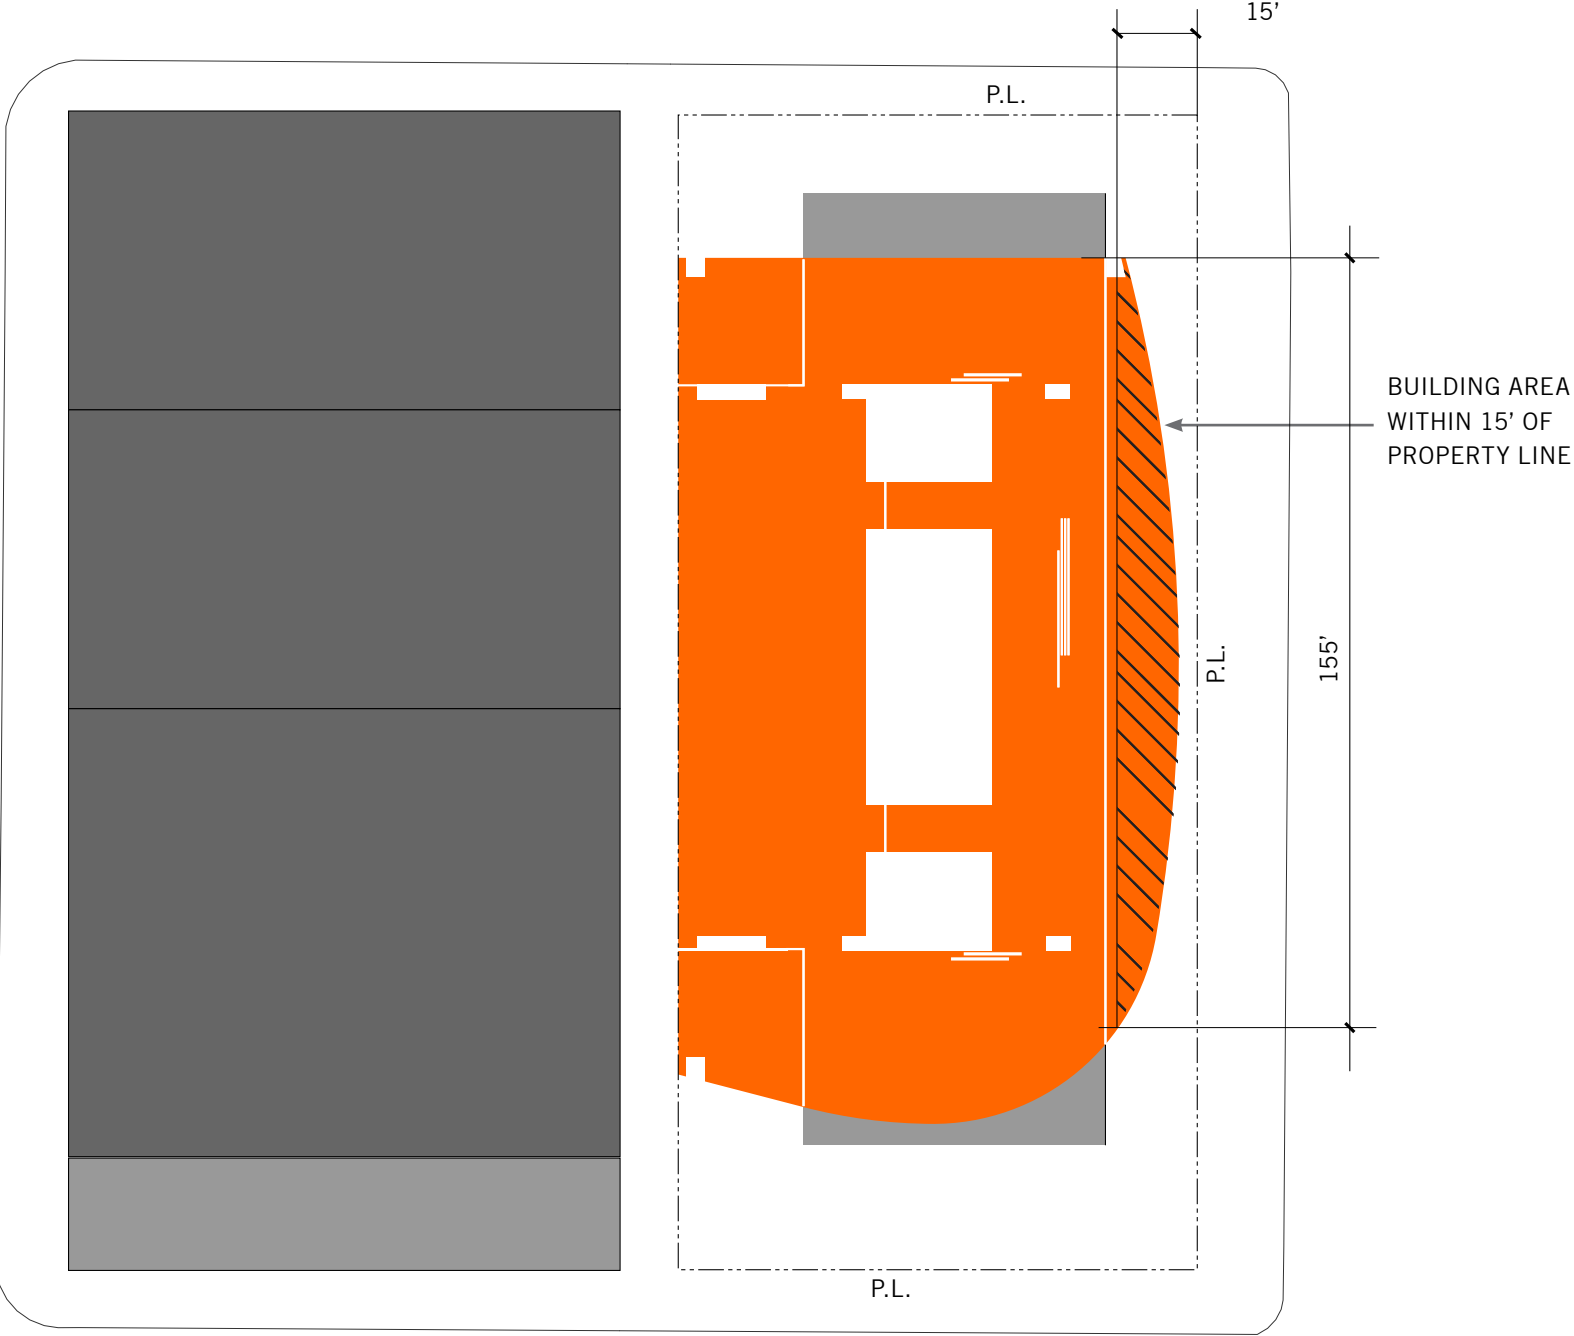 15’
P.L.
BUILDING AREA
WITHIN 15’ OF
PROPERTY LINE
P.L.
155’
P.L.